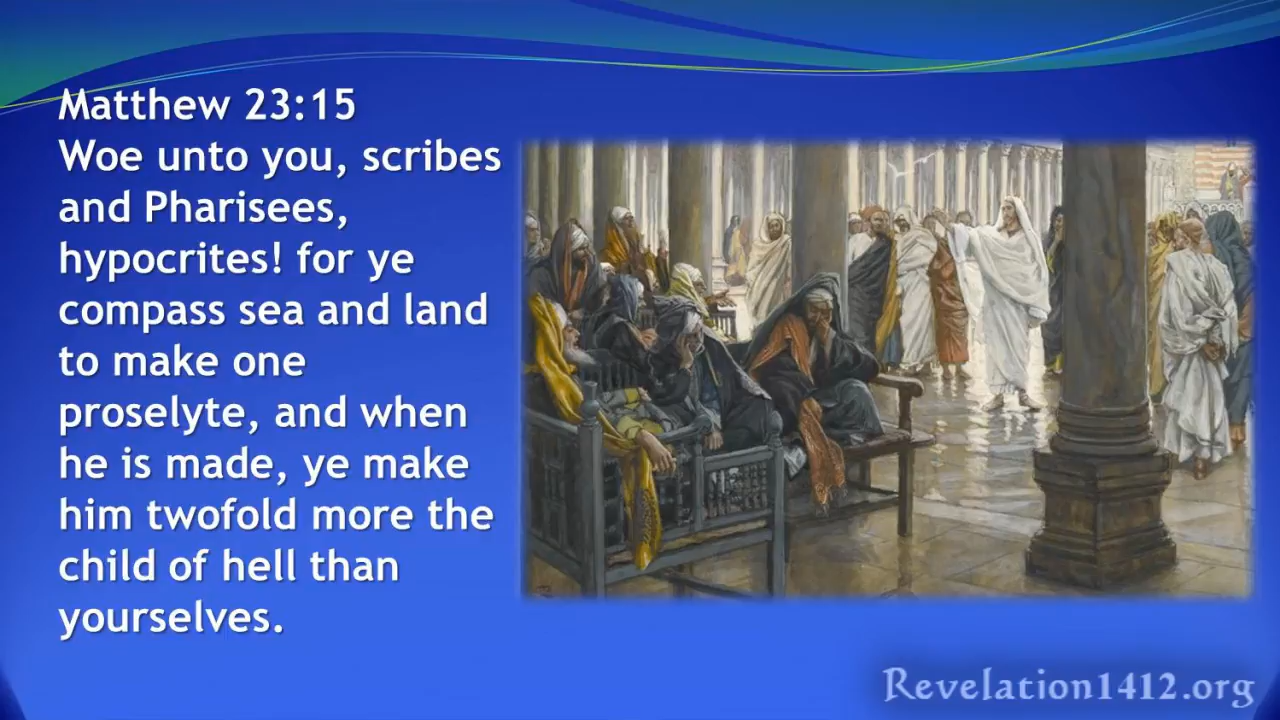 Matthew 23:15
Woe unto you, scribes
and Pharisees,
hypocrites! for ye
compass sea and land
to make one
proselyte, and when
he is made, ye make
him twofold more the
child of hell than
yourselves.
Revelation1412.org